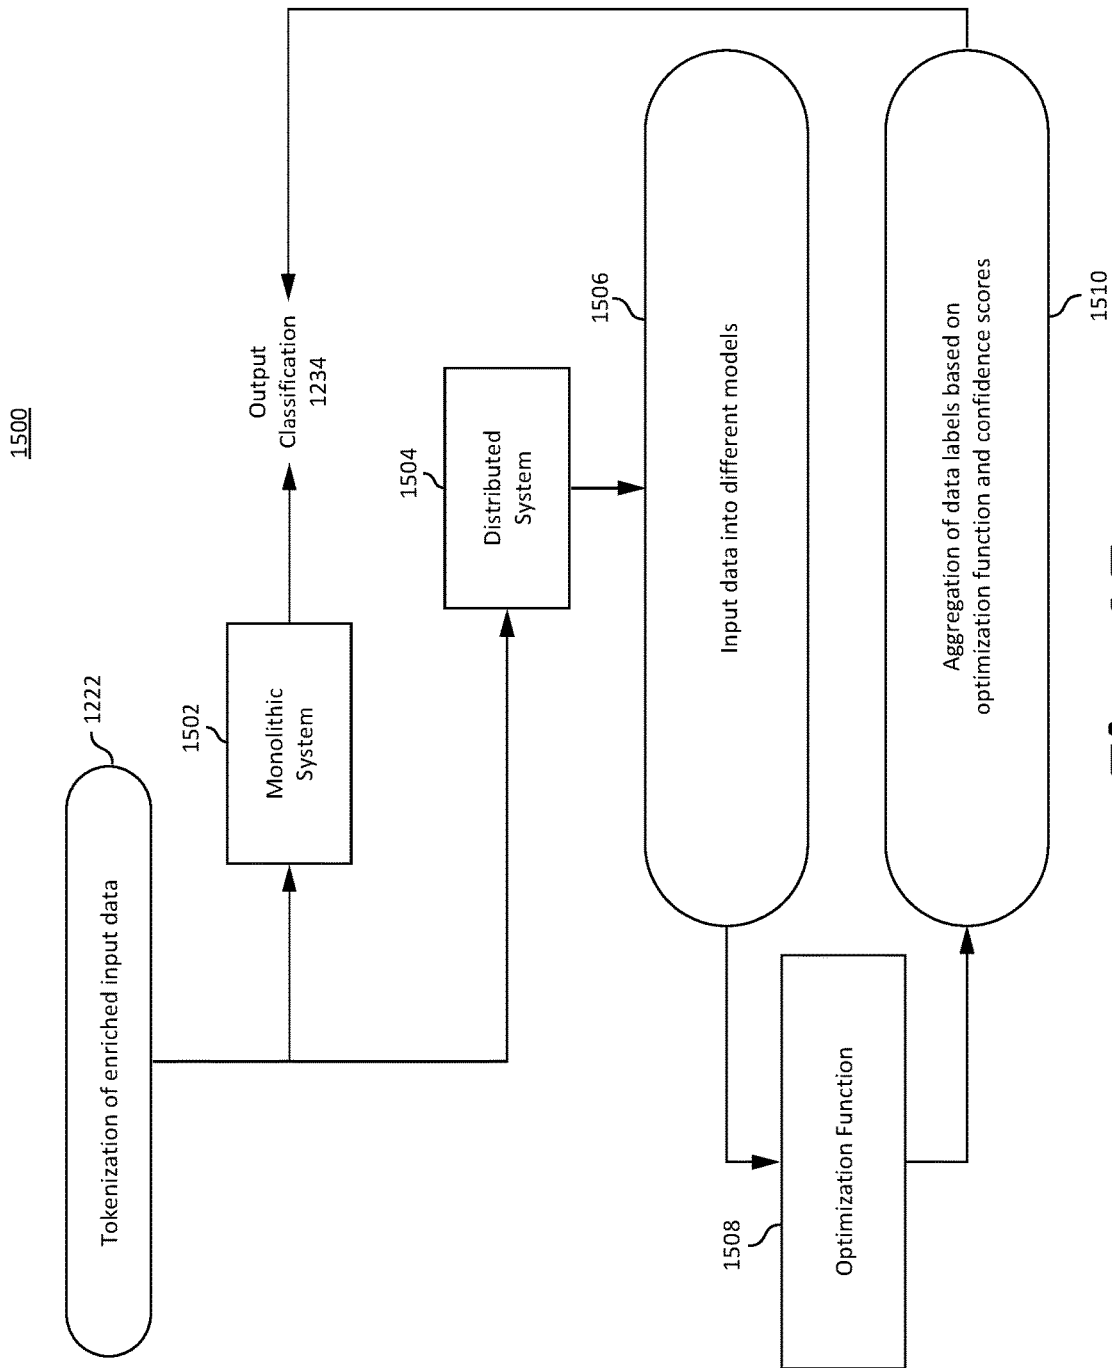 1500
Tokenization of enriched input data
1222
1502
Monolithic
System
Output
Classification
1234
1504
Distributed
System
1506
Input data into different models
1508
Optimization Function
Aggregation of data labels based on
optimization function and confidence scores
1510